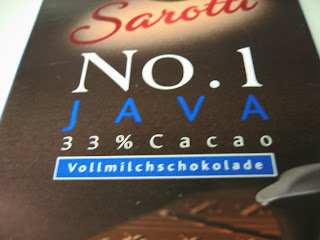 Sarotti
No.1
JAVA
33% Cacao
Vollmilchschokolade